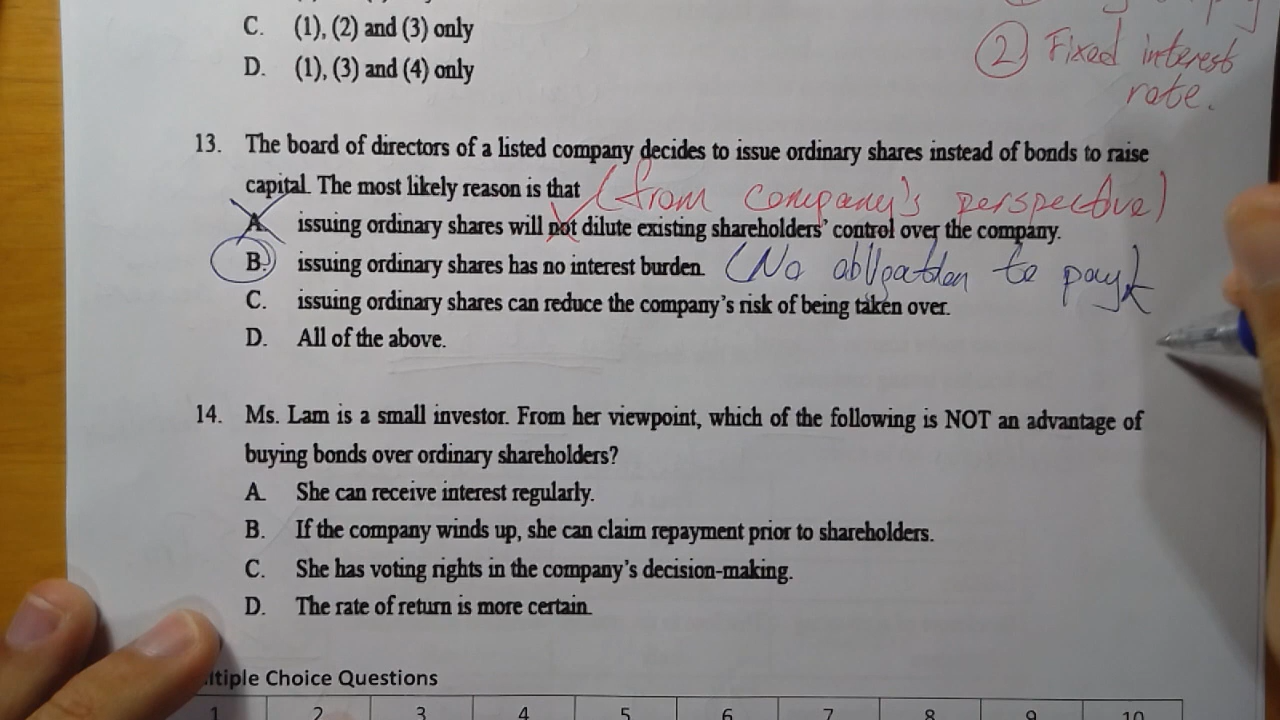 C. (1), (2) and (3) only
D. (1), (3) and (4) only
② Fixed interest
rate.
13. The board of directors of a listed company decides to issue ordinary shares instead of bonds to raise
capital. The most likely reason is that (from company's perspective)
A. issuing ordinary shares will not dilute existing shareholders' control over the company.
B. issuing ordinary shares has no interest burden. (No obligation to pay)
C. issuing ordinary shares can reduce the company's risk of being taken over.
D. All of the above.
14. Ms. Lam is a small investor. From her viewpoint, which of the following is NOT an advantage of
buying bonds over ordinary shareholders?
A. She can receive interest regularly.
B. If the company winds up, she can claim repayment prior to shareholders.
C. She has voting rights in the company's decision-making.
D. The rate of return is more certain.
Choice Questions
1 2 3 4 5 6 7 8 9 10